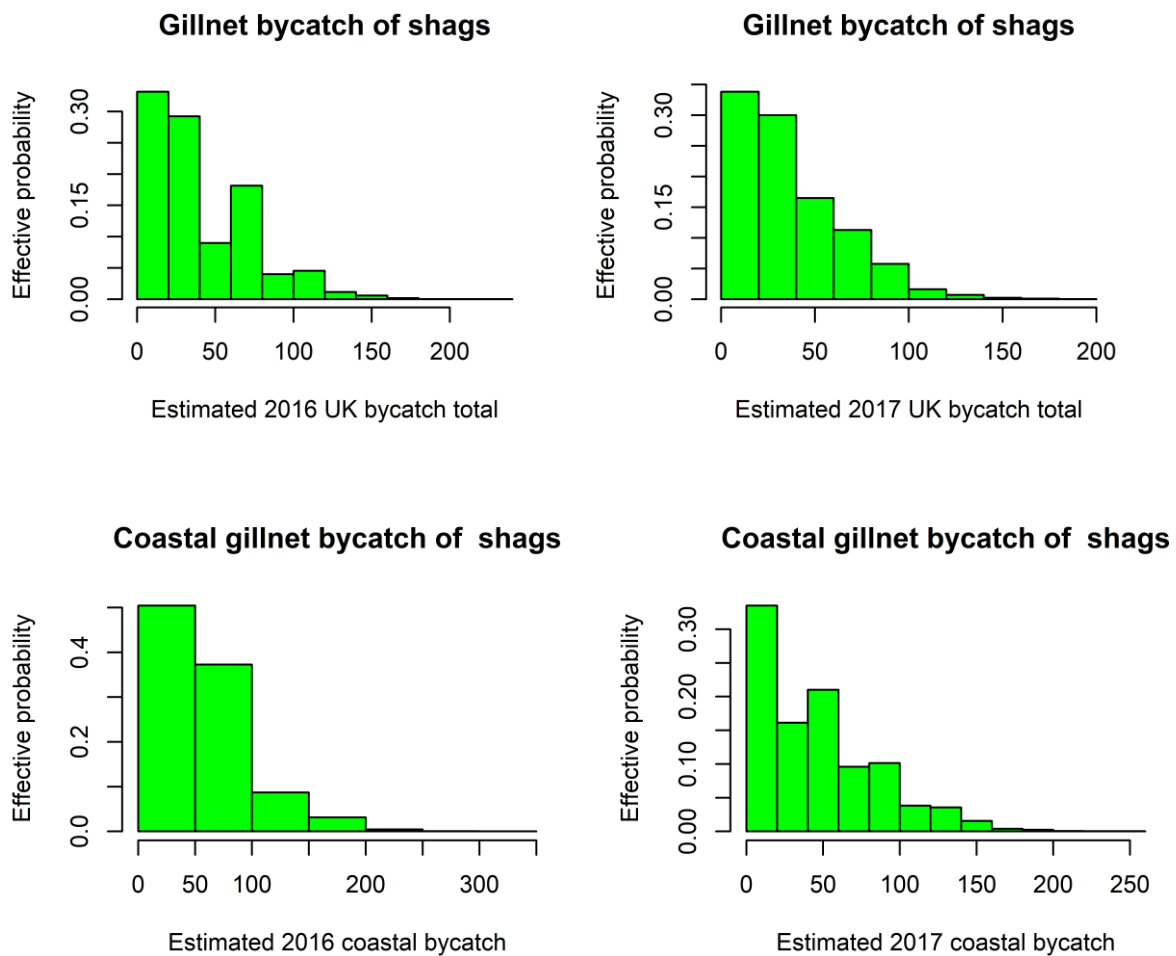 Gillnet bycatch of shags
Effective probability
0.00 0.15 0.30
0 50 100 150 200
Estimated 2016 UK bycatch total
Gillnet bycatch of shags
Effective probability
0.00 0.15 0.30
0 50 100 150 200
Estimated 2017 UK bycatch total
Coastal gillnet bycatch of  shags
Effective probability
0.0 0.2 0.4
0 50 100 200 300
Estimated 2016 coastal bycatch
Coastal gillnet bycatch of  shags
Effective probability
0.00 0.10 0.20 0.30
0 50 100 150 200 250
Estimated 2017 coastal bycatch